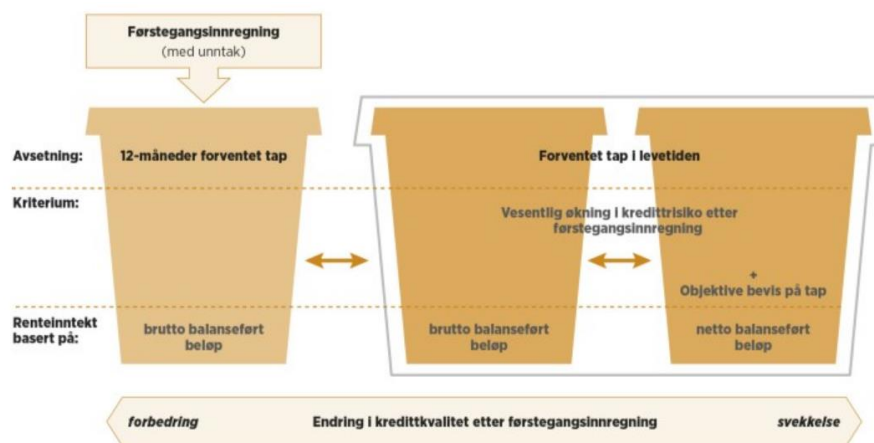 Førstegangsinnregning
(med unntak)
Avsetning:
12-måneder forventet tap
Forventet tap i levetiden
Kriterium:
Vesentlig økning i kredittrisiko etter
førstegangsinnregning
+
Objektive bevis på tap
Renteinntekt
basert på:
brutto balanseført
beløp
brutto balanseført
beløp
netto balanseført
beløp
forbedring
Endring i kredittkvalitet etter førstegangsinnregning
svekkelse